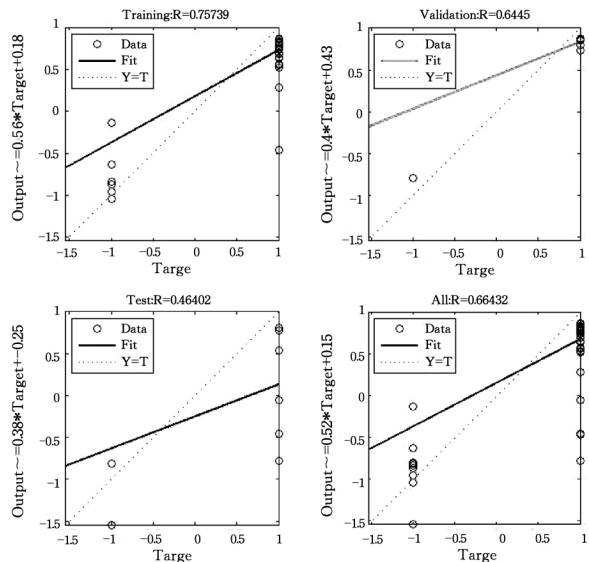 Training:R=0.75739
Output~=0.56*Target+0.18
1
0.5
0
-0.5
-1
-1.5
Data
Fit
Y=T
-1.5 -1 -0.5 0 0.5 1
Targe
Validation:R=0.6445
Output~=0.4*Target+0.43
1
0.5
0
-0.5
-1
-1.5
Data
Fit
Y=T
-1.5 -1 -0.5 0 0.5 1
Targe
Test:R=0.46402
Output~=0.38*Target+-0.25
1
0.5
0
-0.5
-1
-1.5
Data
Fit
Y=T
-1.5 -1 -0.5 0 0.5 1
Targe
All:R=0.66432
Output~=0.52*Target+0.15
1
0.5
0
-0.5
-1
-1.5
Data
Fit
Y=T
-1.5 -1 -0.5 0 0.5 1
Targe